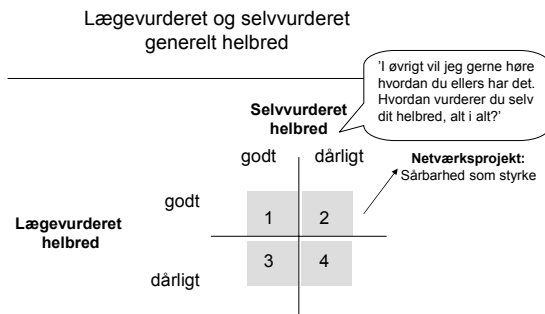 Lægevurderet og selvvurderet
generelt helbred
'I øvrigt vil jeg gerne høre
hvordan du ellers har det.
Hvordan vurderer du selv
dit helbred, alt i alt?'
Selvvurderet
helbred
godt dårligt
Netværksprojekt:
Sårbarhed som styrke
godt
1 2
Lægevurderet
helbred
3 4
dårligt